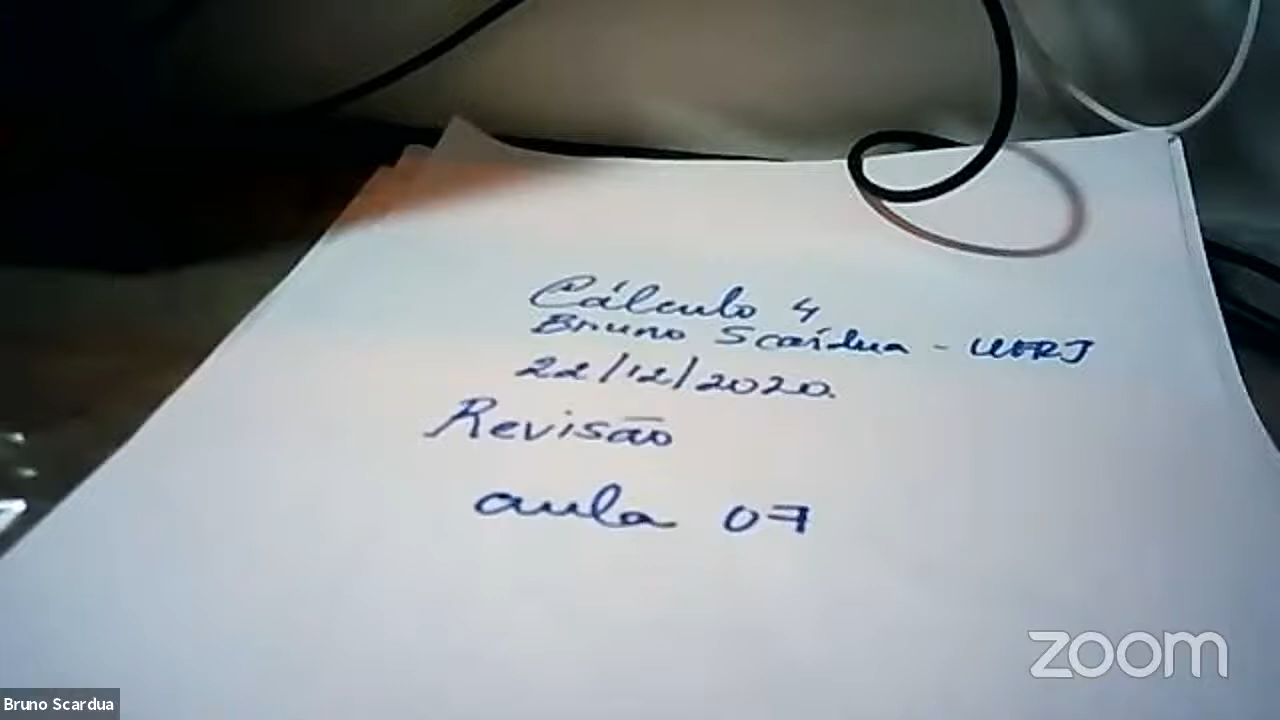 Cálculo 4
Bruno Scárdua - UFRJ
22/12/2020.
Revisão
aula 07
zoom
Bruno Scardua